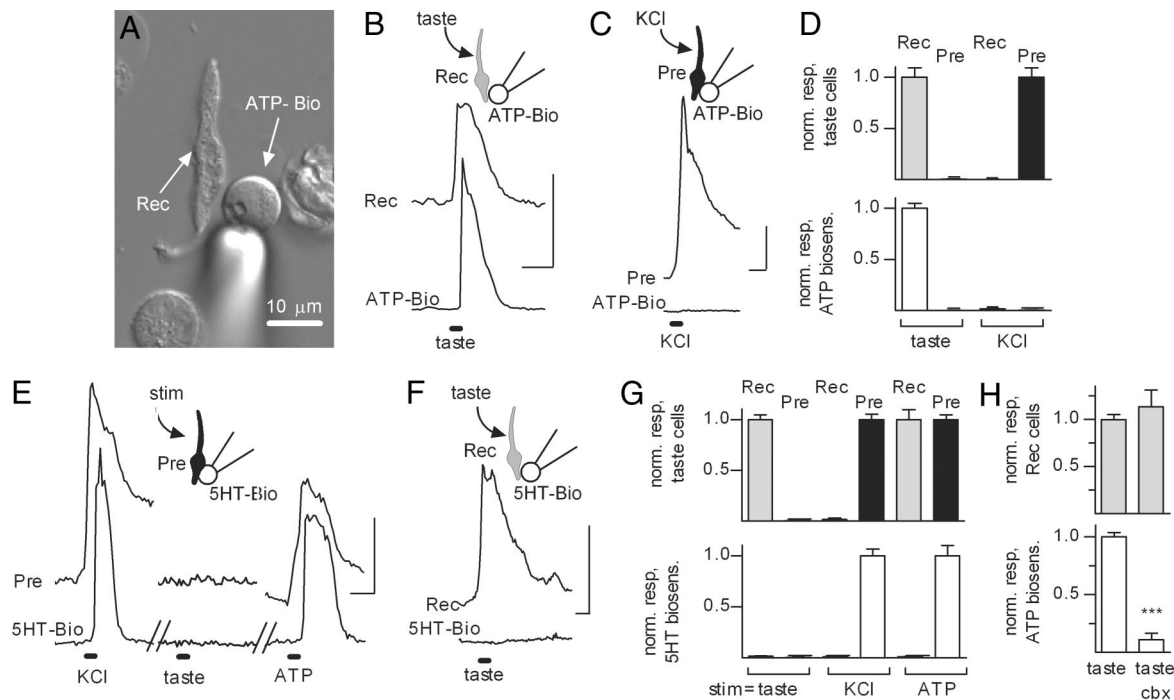 A
ATP- Bio
Rec
10 μm
B
taste
Rec
ATP-Bio
Rec
ATP-Bio
taste
C
KCl
Pre
ATP-Bio
Pre
ATP-Bio
KCl
D
Rec
Pre
Rec
Pre
norm. resp,
taste cells
1.0
0.5
norm. resp,
ATP biosens.
1.0
0.5
taste
KCl
E
stim
Pre
5HT-Bio
Pre
5HT-Bio
KCl
taste
ATP
F
taste
Rec
5HT-Bio
Rec
5HT-Bio
taste
G
Rec
Pre
Rec
Pre
Rec
Pre
norm. resp,
taste cells
1.0
0.5
norm. resp,
5HT biosens.
1.0
0.5
stim= taste
KCl
ATP
H
norm. resp,
Rec cells
1.0
0.5
norm. resp,
ATP biosens.
1.0
0.5
***
taste
taste
cbx